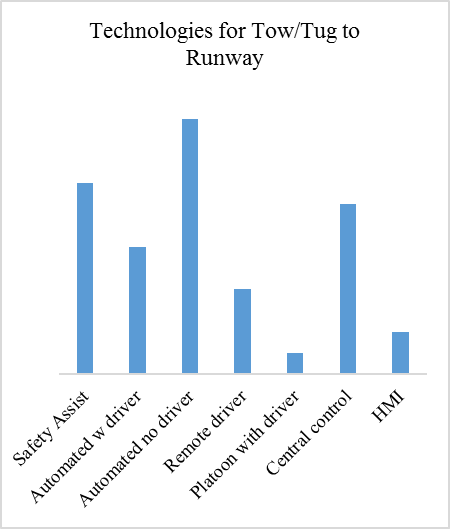 Technologies for Tow/Tug to
Runway
Safety Assist
Automated w driver
Automated no driver
Remote driver
Platoon with driver
Central control
HMI